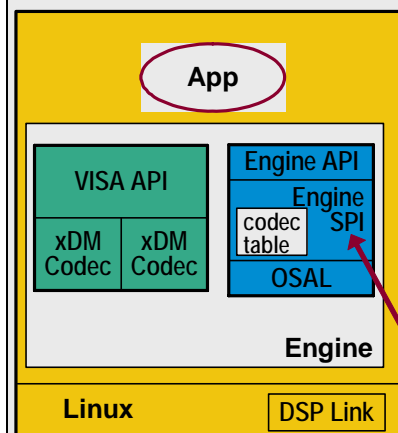 App
VISA API
xDM
Codec
xDM
Codec
Engine API
Engine
SPI
codec
table
OSAL
Engine
Linux
DSP Link